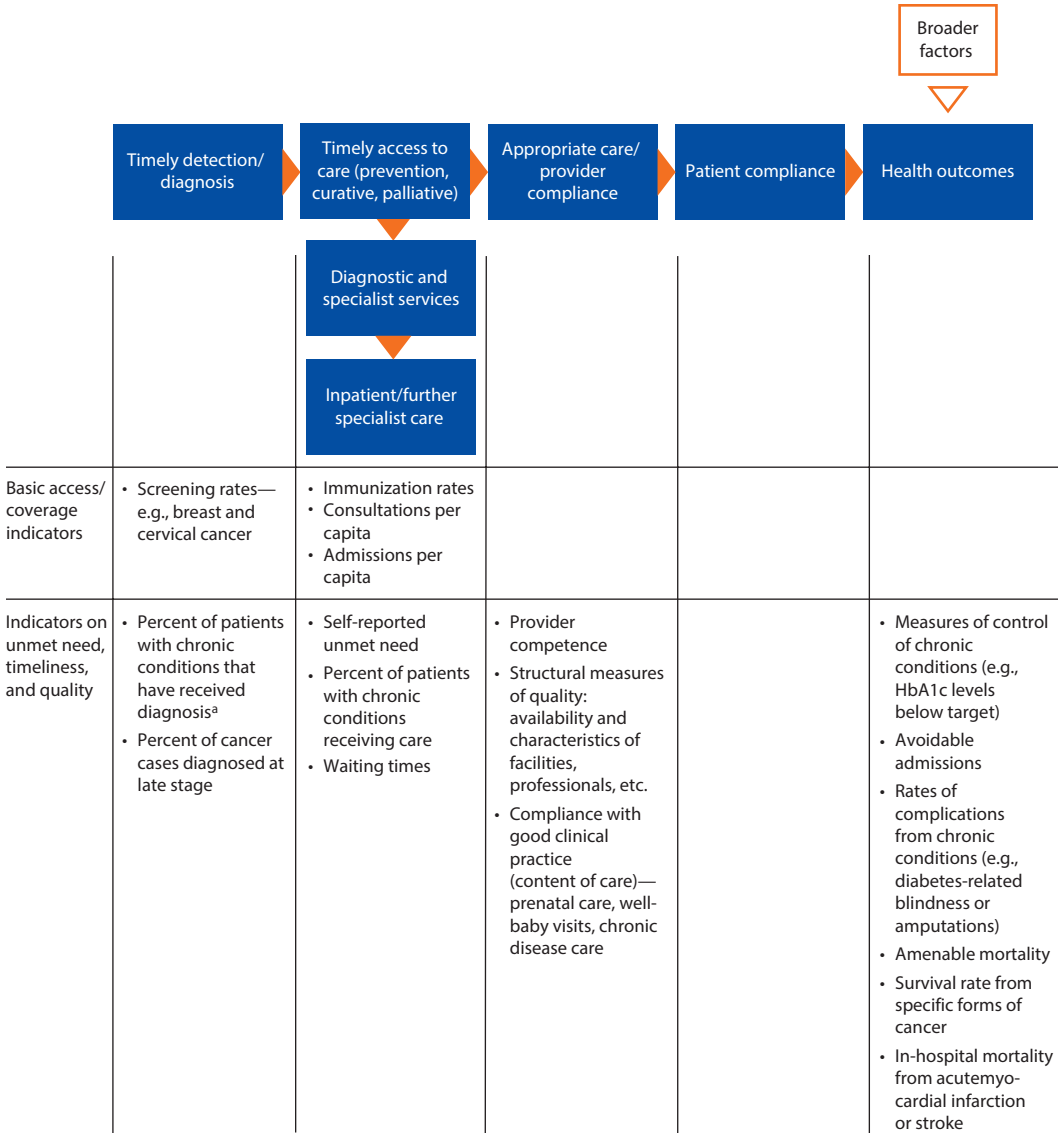 Broader
factors
Timely detection/
diagnosis
Timely access to
care (prevention,
curative, palliative)
Appropriate care/
provider
compliance
Patient compliance
Health outcomes
Diagnostic and
specialist services
Inpatient/further
specialist care
Basic access/
coverage
indicators
• Screening rates—
e.g., breast and
cervical cancer
• Immunization rates
• Consultations per
capita
• Admissions per
capita
Indicators on
unmet need,
timeliness,
and quality
• Percent of patients
with chronic
conditions that
have received
diagnosisᵃ
• Percent of cancer
cases diagnosed at
late stage
• Self-reported
unmet need
• Percent of patients
with chronic
conditions
receiving care
• Waiting times
• Provider
competence
• Structural measures
of quality:
availability and
characteristics of
facilities,
professionals, etc.
• Compliance with
good clinical
practice
(content of care)—
prenatal care, well-
baby visits, chronic
disease care
• Measures of control
of chronic
conditions (e.g.,
HbA1c levels
below target)
• Avoidable
admissions
• Rates of
complications
from chronic
conditions (e.g.,
diabetes-related
blindness or
amputations)
• Amenable mortality
• Survival rate from
specific forms of
cancer
• In-hospital mortality
from acutemyo-
cardial infarction
or stroke